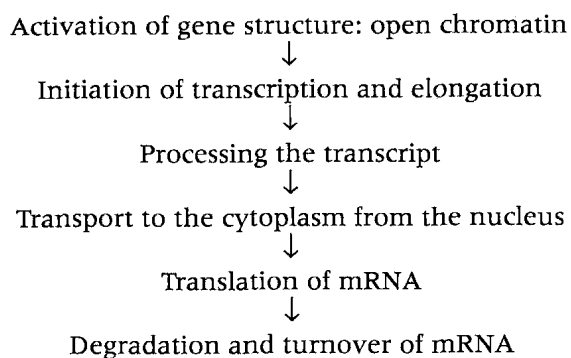 Activation of gene structure: open chromatin
↓
Initiation of transcription and elongation
↓
Processing the transcript
↓
Transport to the cytoplasm from the nucleus
↓
Translation of mRNA
↓
Degradation and turnover of mRNA